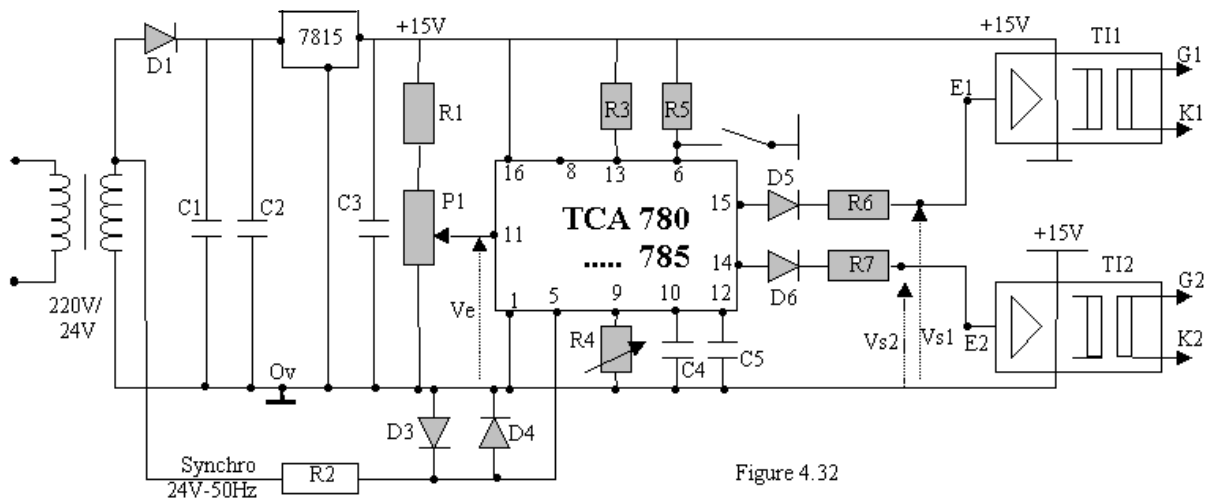 7815
+15V
+15V
TI1
D1
G1
E1
R1
R3
R5
K1
16
8
13
6
C1
C2
C3
P1
D5
15
R6
TCA 780
..... 785
11
+15V
14
R7
D6
TI2
1
5
9
10
12
G2
220V/
24V
Ve
R4
C4
C5
Vs2
Vs1
E2
K2
Ov
D3
D4
Synchro
24V-50Hz
R2
Figure 4.32